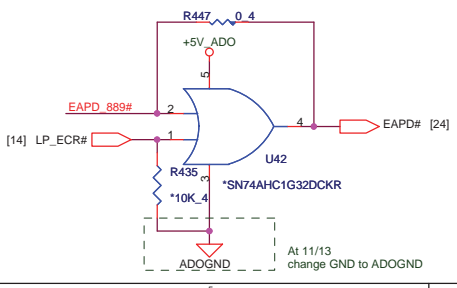 R447 0_4
+5V_ADO
5
EAPD_889# 2
4 EAPD# [24]
[14] LP_ECR# 1
U42
R435 3
*SN74AHC1G32DCKR
*10K_4
At 11/13
ADOGND change GND to ADOGND